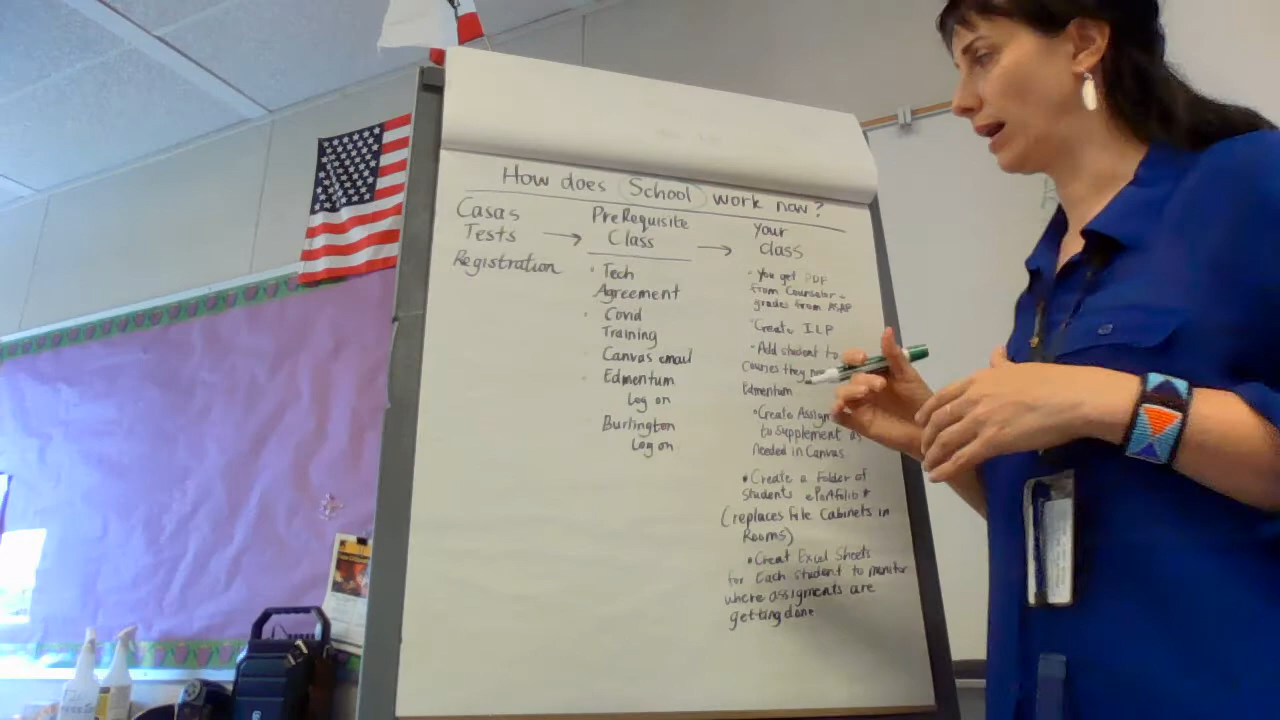 How does School work now?
Casas
Tests
Registration
PreRequisite
Class
Tech
Agreement
Covid
Training
Canvas email
Edmentum
Log on
Burlington
Log on
Your
class
• You get PDF
from Counselor +
grades from ASAP
• Create ILP
• Add student to
Courses they
Edmentum
• Create
to Supplement as
Needed in Canvas
• Create a Folder of
Students ePortfolio *
(replaces File Cabinets in
Rooms)
• Creat Excel Sheets
for Each student to monitor
where assigments are
getting done